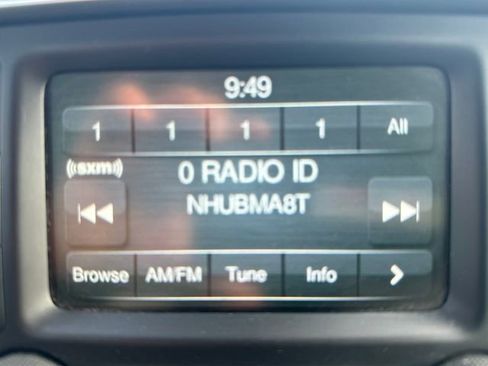 9:49
1 1 1 1 All
((sxm))
0 RADIO ID
NHUBMA8T
Browse AM/FM Tune Info >